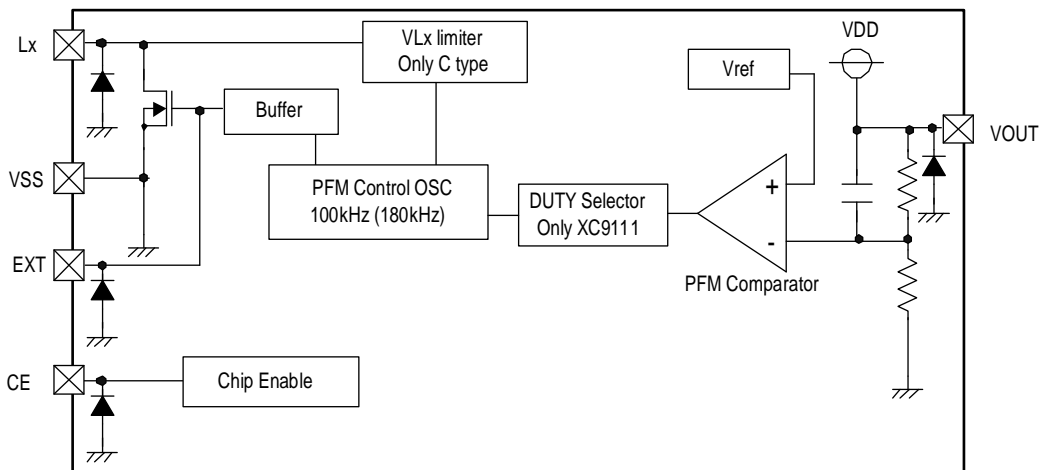 Lx
VLx limiter
Only C type
VDD
Vref
Buffer
VOUT
VSS
PFM Control OSC
100kHz (180kHz)
DUTY Selector
Only XC9111
+
-
EXT
PFM Comparator
CE
Chip Enable